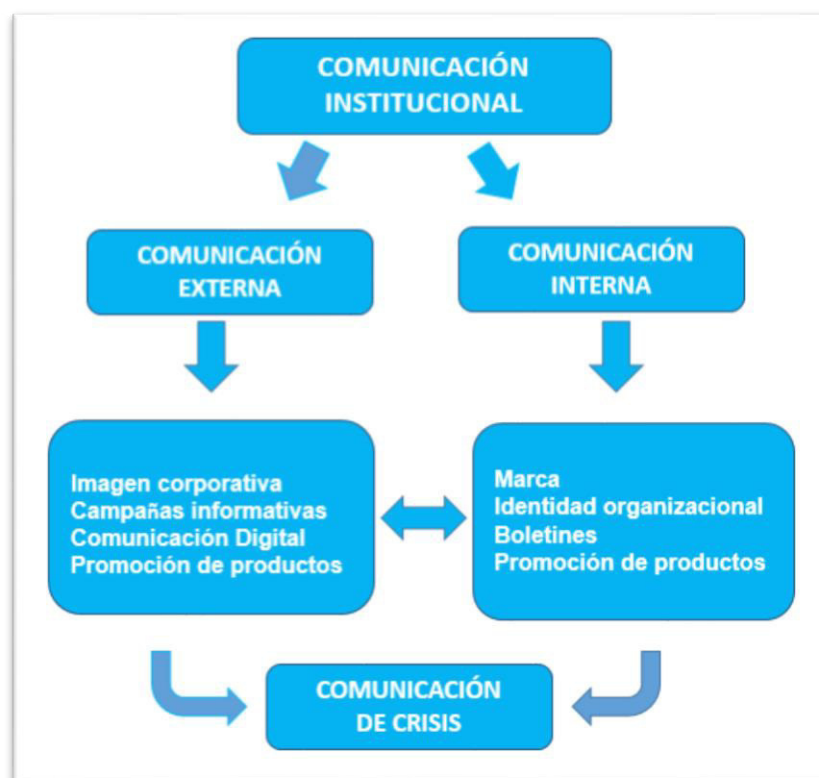 COMUNICACIÓN
INSTITUCIONAL
COMUNICACIÓN
EXTERNA
COMUNICACIÓN
INTERNA
Imagen corporativa
Campañas informativas
Comunicación Digital
Promoción de productos
Marca
Identidad organizacional
Boletines
Promoción de productos
COMUNICACIÓN
DE CRISIS